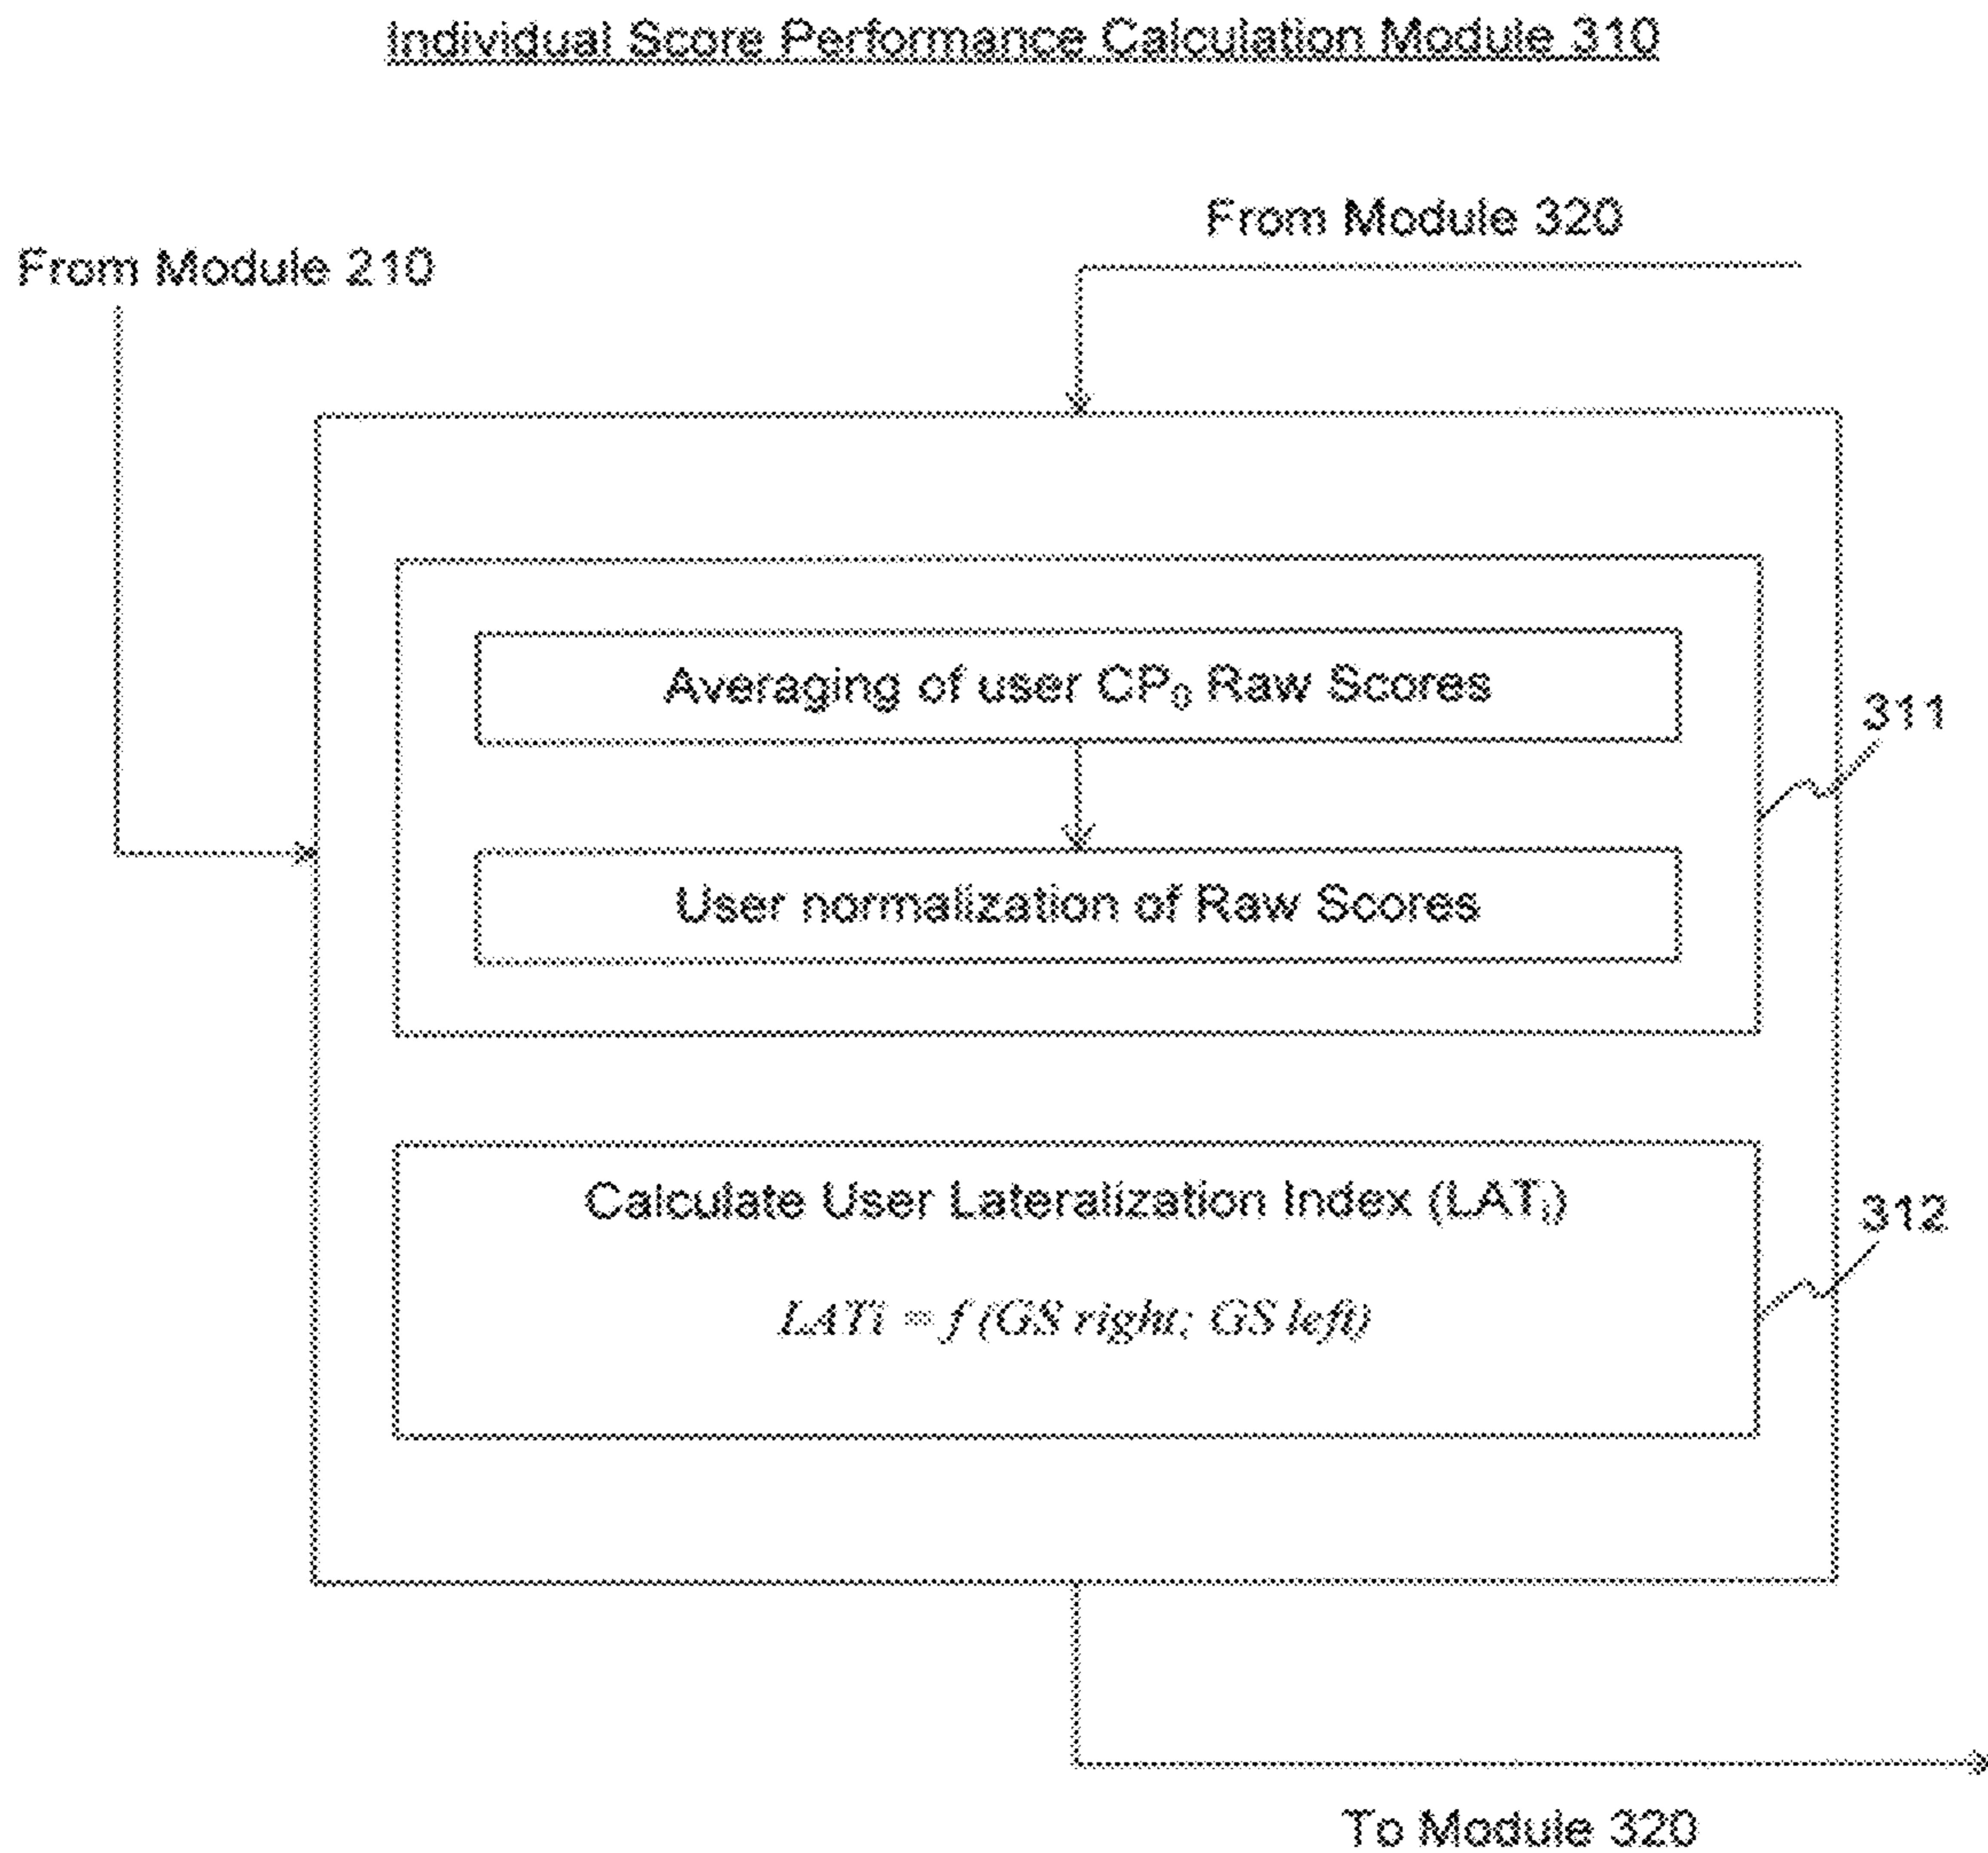 Individual Score Performance Calculation Module 310
From Module 320
From Module 210
Averaging of user CP₀ Raw Scores
311
User normalization of Raw Scores
Calculate User Lateralization Index (LATᵢ)
312
LATi = f (GS right; GS left)
To Module 320